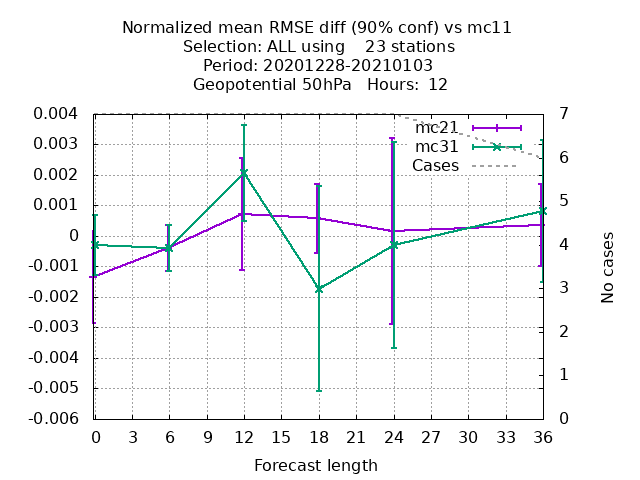 Normalized mean RMSE diff (90% conf) vs mc11
Selection: ALL using    23 stations
Period: 20201228-20210103
Geopotential 50hPa   Hours:  12
0.004
0.003
0.002
0.001
0
-0.001
-0.002
-0.003
-0.004
-0.005
-0.006
mc21
mc31
Cases
7
6
5
4
3
2
1
0
No cases
0 3 6 9 12 15 18 21 24 27 30 33 36
Forecast length